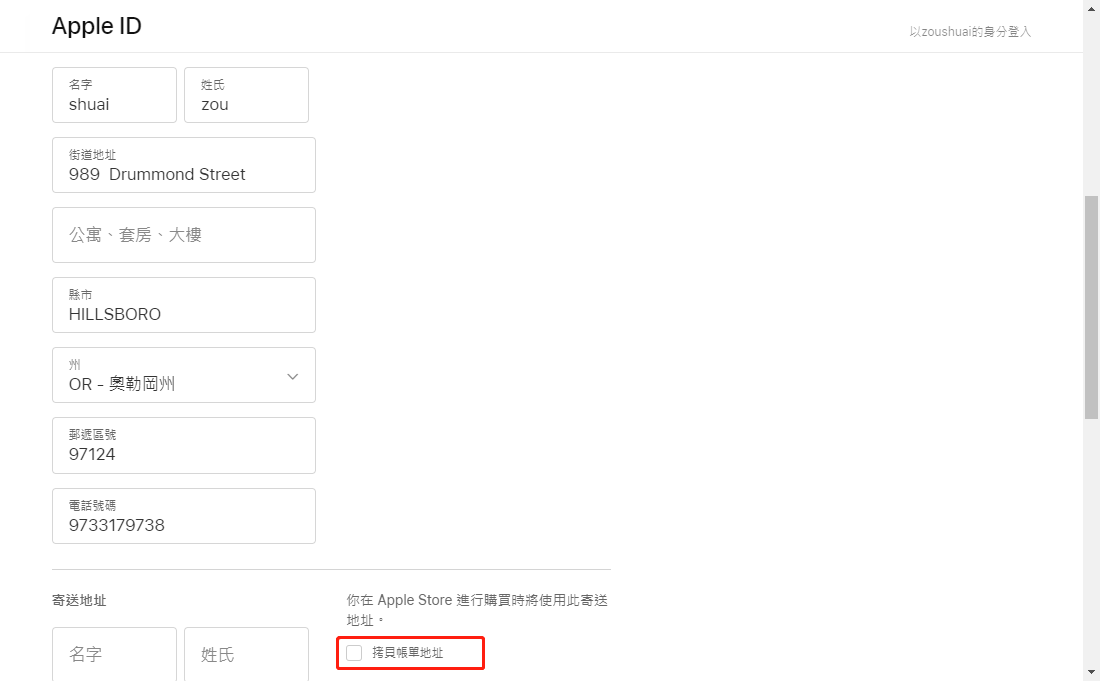 Apple ID
以zoushuai的身分登入
名字
shuai
姓氏
zou
街道地址
989  Drummond Street
公寓、套房、大樓
縣市
HILLSBORO
州
OR - 奧勒岡州
郵遞區號
97124
電話號碼
9733179738
寄送地址
你在 Apple Store 進行購買時將使用此寄送
地址。
名字
姓氏
拷貝帳單地址